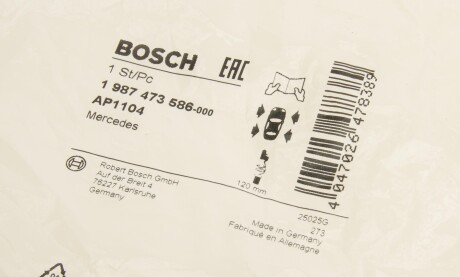 BOSCH
EAC
1 St/Pc
1 987 473 586-000
AP1104
Mercedes
Robert Bosch GmbH
Auf der Breit 4
76227 Karlsruhe
Germany
120 mm
25025G
273
Made in Germany
Fabriqué en Allemagne
4 047026 478389